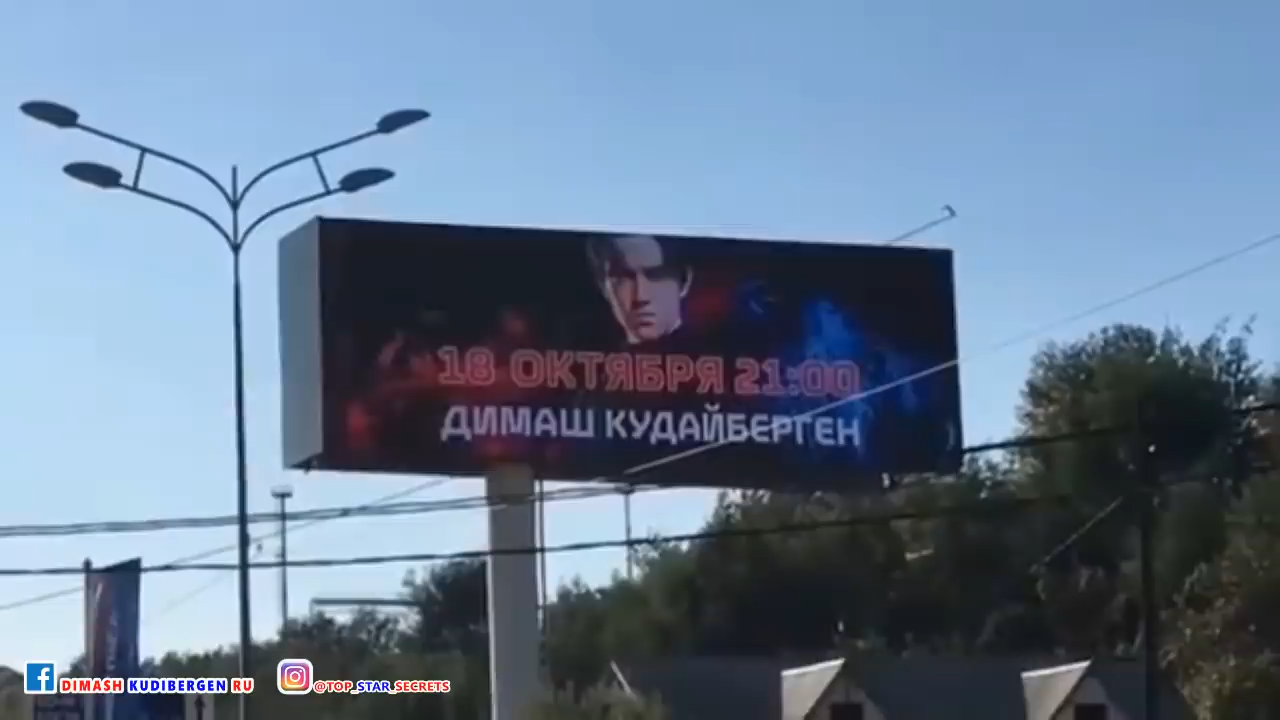 18 ОКТЯБРЯ 21:00
ДИМАШ КУДАЙБЕРГЕН
DIMASH KUDIBERGEN RU
@TOP_STAR_SECRETS